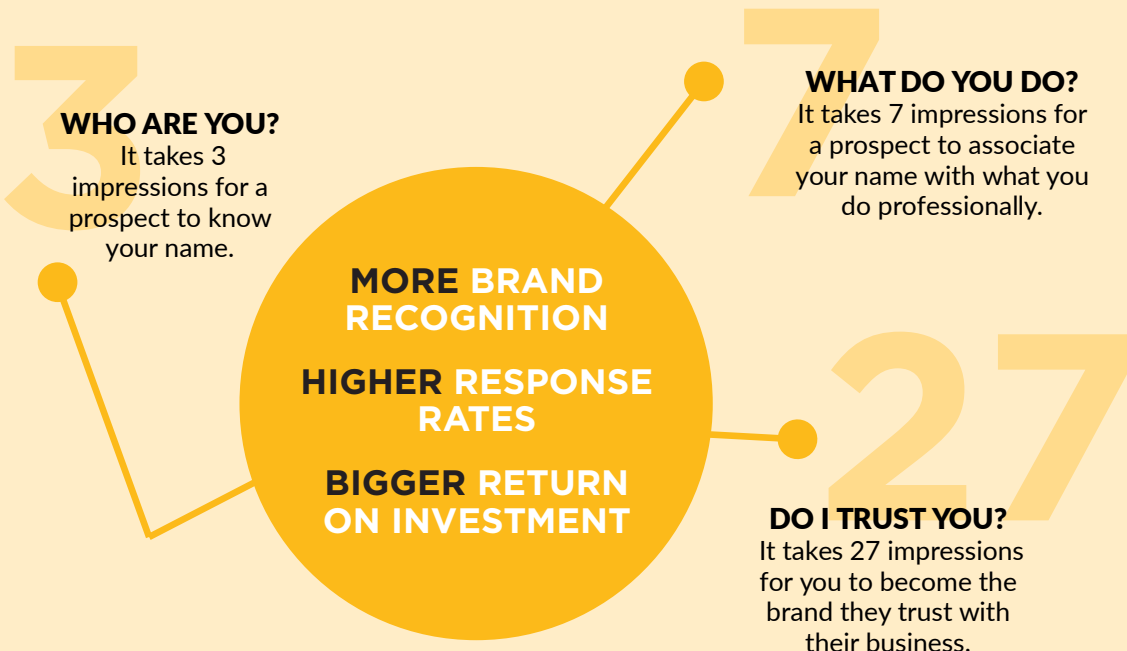 3
WHO ARE YOU?
It takes 3
impressions for a
prospect to know
your name.
7
WHAT DO YOU DO?
It takes 7 impressions for
a prospect to associate
your name with what you
do professionally.
MORE BRAND
RECOGNITION
HIGHER RESPONSE
RATES
BIGGER RETURN
ON INVESTMENT
27
DO I TRUST YOU?
It takes 27 impressions
for you to become the
brand they trust with
their business.